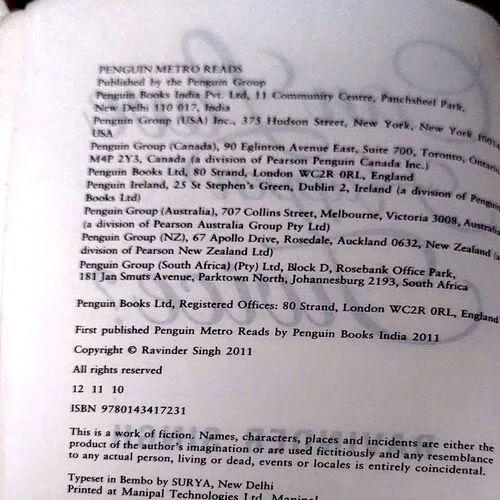 PENGUIN METRO READS
Published by the Penguin Group
Penguin Books India Pvt. Ltd, 11 Community Centre, Panchsheel Park,
New Delhi 110 017, India
Penguin Group (USA) Inc., 375 Hudson Street, New York, New York
USA
Penguin Group (Canada), 90 Eglinton Avenue East, Suite 700, Toronto, Ontario
M4P 2Y3, Canada (a division of Pearson Penguin Canada Inc.)
Penguin Books Ltd, 80 Strand, London WC2R 0RL, England
Penguin Ireland, 25 St Stephen's Green, Dublin 2, Ireland (a division of Penguin
Books Ltd)
Penguin Group (Australia), 707 Collins Street, Melbourne, Victoria 3008, Australia
(a division of Pearson Australia Group Pty Ltd)
Penguin Group (NZ), 67 Apollo Drive, Rosedale, Auckland 0632, New Zealand (a
division of Pearson New Zealand Ltd)
Penguin Group (South Africa) (Pty) Ltd, Block D, Rosebank Office Park,
181 Jan Smuts Avenue, Parktown North, Johannesburg 2193, South Africa
Penguin Books Ltd, Registered Offices: 80 Strand, London WC2R 0RL, England
First published Penguin Metro Reads by Penguin Books India 2011
Copyright © Ravinder Singh 2011
All rights reserved
12 11 10
ISBN 9780143417231
This is a work of fiction. Names, characters, places and incidents are either the
product of the author's imagination or are used fictitiously and any resemblance
to any actual person, living or dead, events or locales is entirely coincidental.
Typeset in Bembo by SURYA, New Delhi
Printed at Manipal Technologies Ltd,